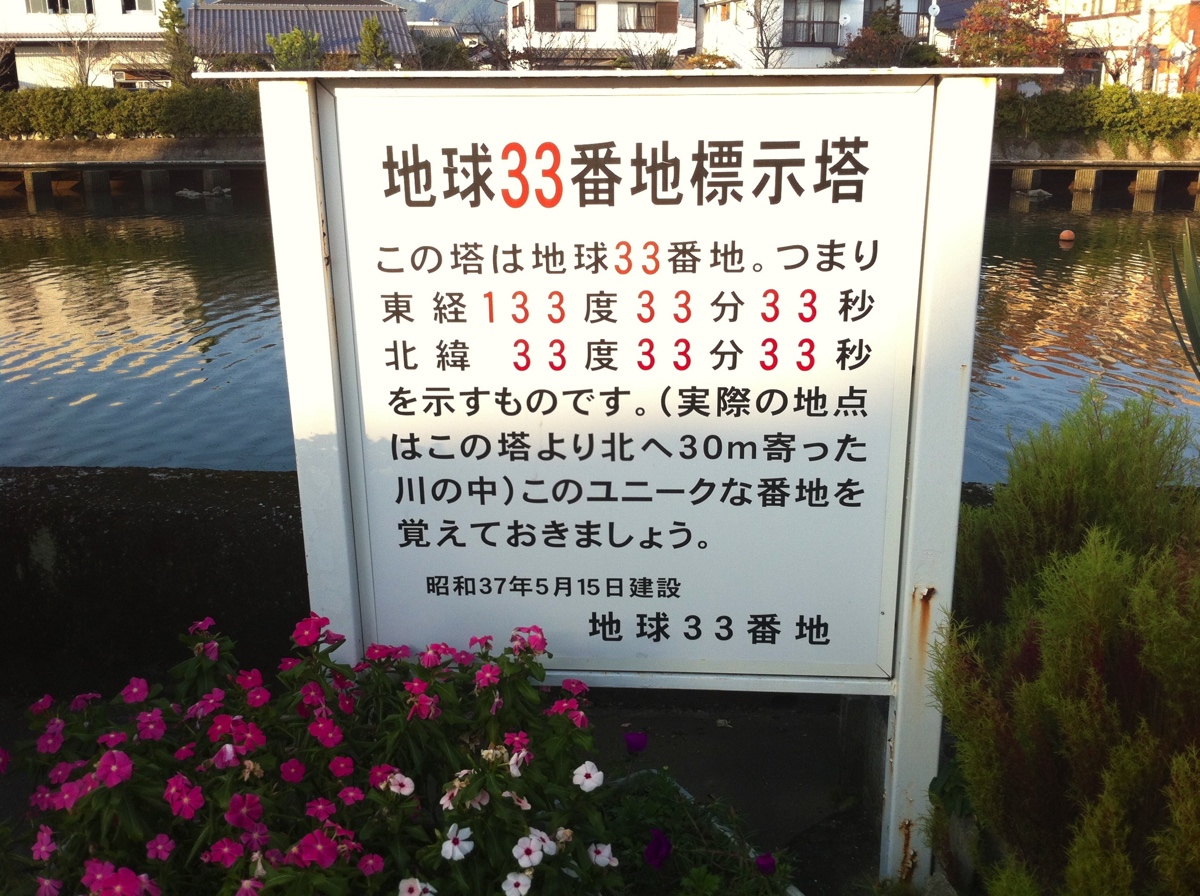 地球33番地標示塔
この塔は地球33番地。つまり
東経133度33分33秒
北緯 33度33分33秒
を示すものです。(実際の地点
はこの塔より北へ30m寄った
川の中)このユニークな番地を
覚えておきましょう。
昭和37年5月15日建設
地球33番地